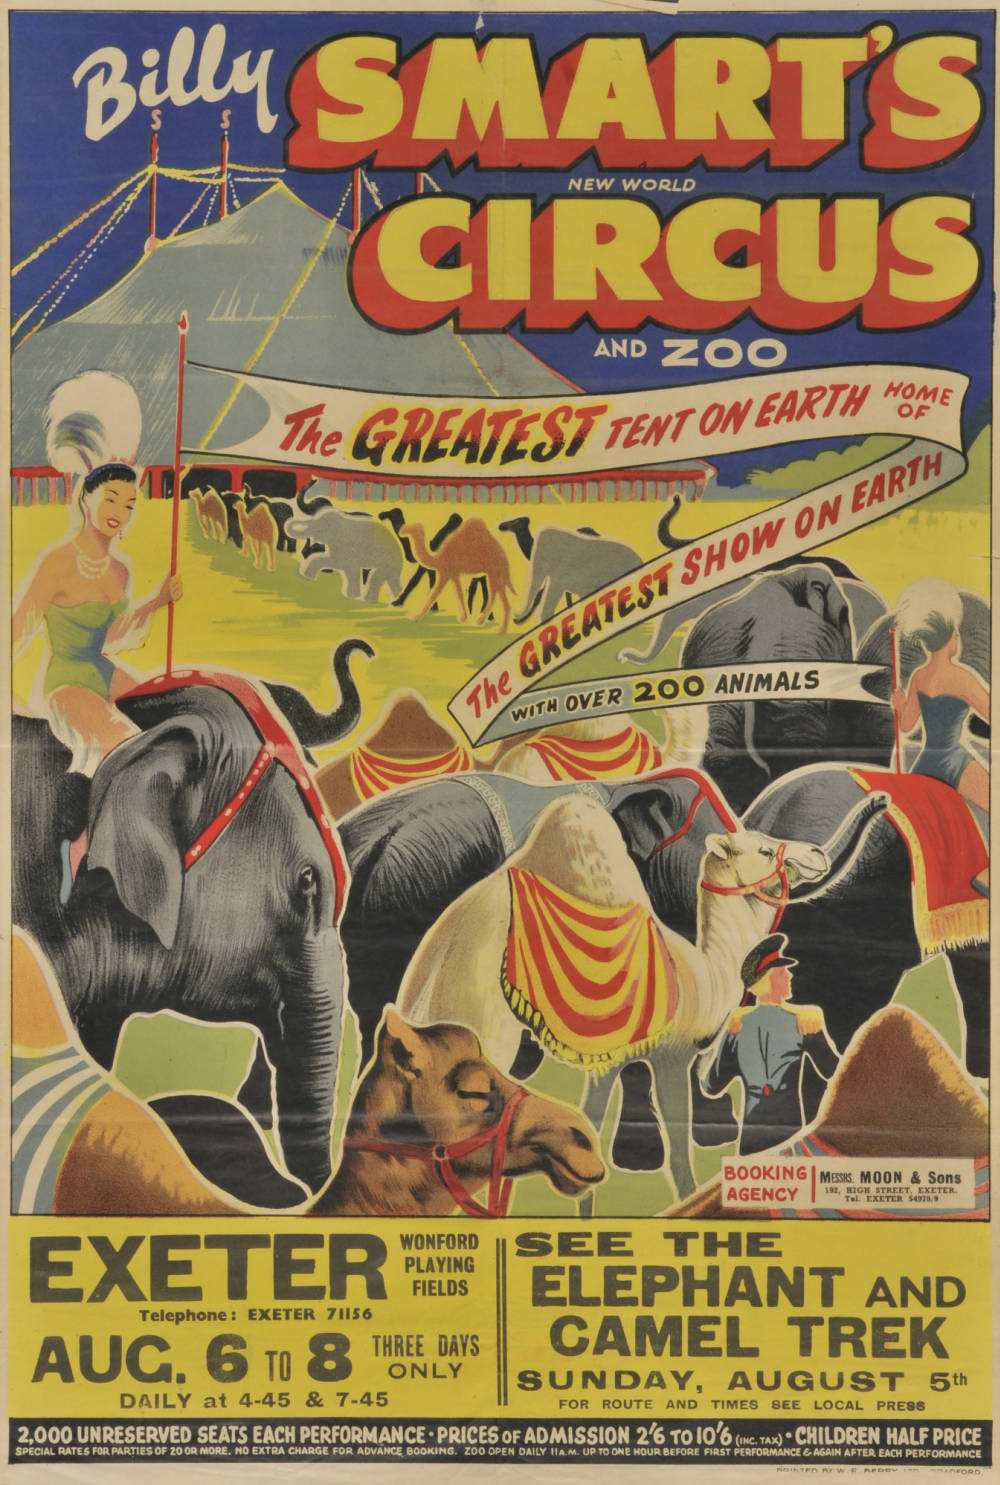 Billy SMART'S
NEW WORLD
CIRCUS
AND ZOO
The GREATEST TENT ON EARTH HOME OF
The GREATEST SHOW ON EARTH
WITH OVER 200 ANIMALS
S S
BOOKING AGENCY
MESSRS. MOON & Sons
192, HIGH STREET, EXETER.
Tel. EXETER 54970/9
EXETER
WONFORD
PLAYING
FIELDS
Telephone: EXETER 71156
AUG. 6 TO 8
THREE DAYS
ONLY
DAILY at 4-45 & 7-45
SEE THE
ELEPHANT AND
CAMEL TREK
SUNDAY, AUGUST 5th
FOR ROUTE AND TIMES SEE LOCAL PRESS
2,000 UNRESERVED SEATS EACH PERFORMANCE · PRICES OF ADMISSION 2'6 TO 10'6 (INC. TAX) · CHILDREN HALF PRICE
SPECIAL RATES FOR PARTIES OF 20 OR MORE. NO EXTRA CHARGE FOR ADVANCE BOOKING. ZOO OPEN DAILY 11 A.M. UP TO ONE HOUR BEFORE FIRST PERFORMANCE & AGAIN AFTER EACH PERFORMANCE
PRINTED BY W. E. BERRY LTD. BRADFORD.